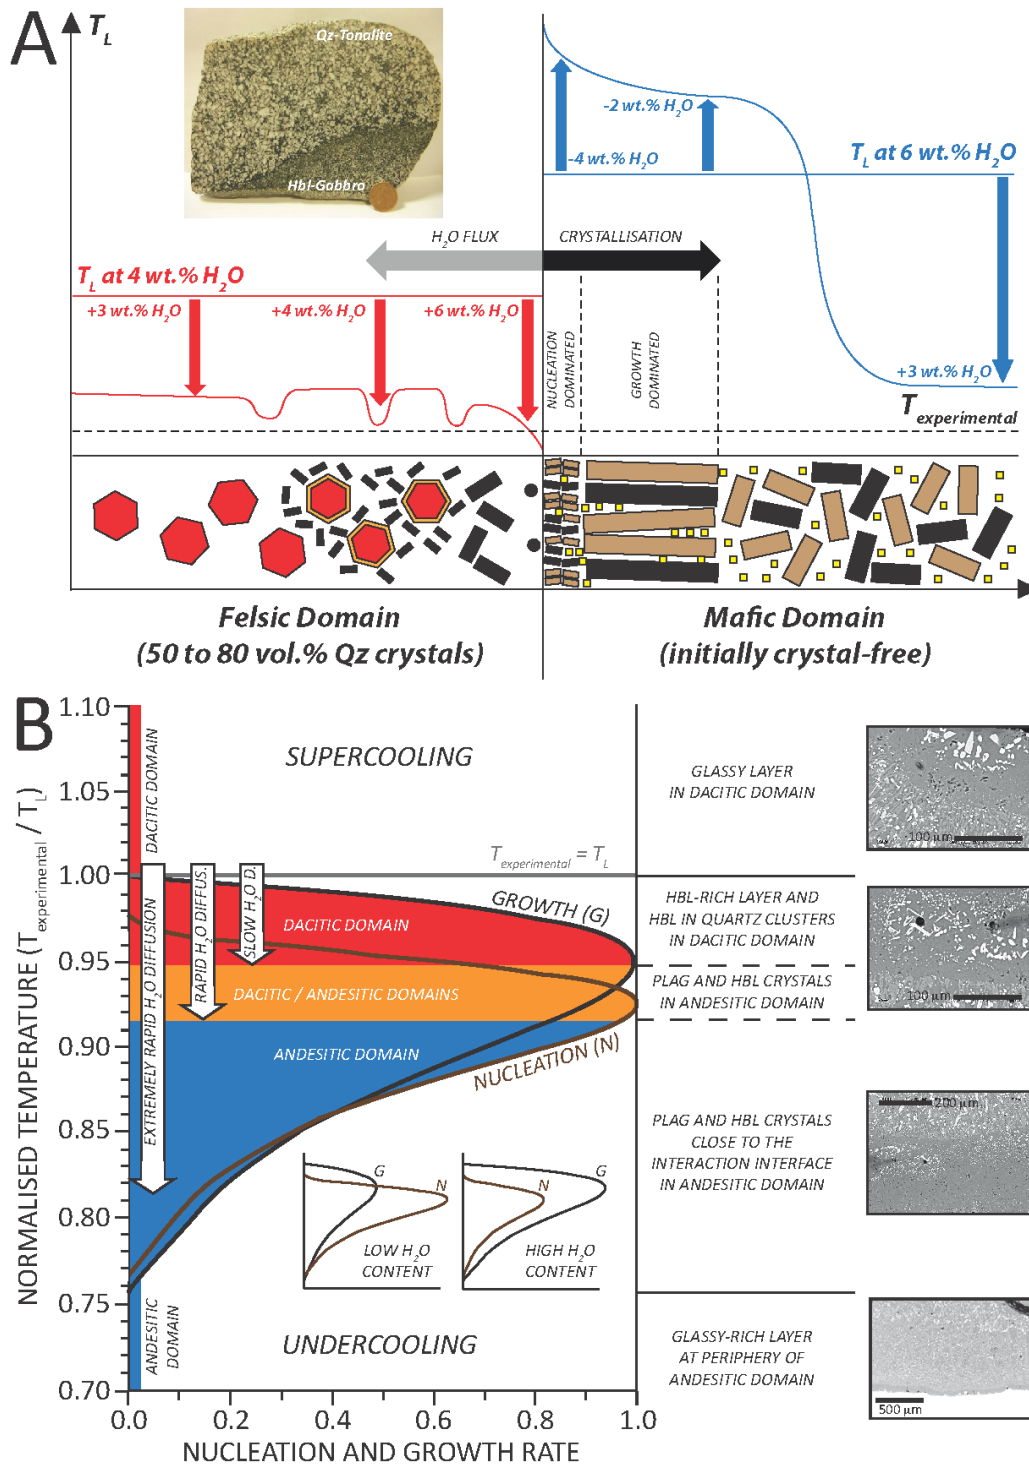 A
T_L
Qz-Tonalite
Hbl-Gabbro
-2 wt.% H₂O
-4 wt.% H₂O
T_L at 6 wt.% H₂O
H₂O FLUX
CRYSTALLISATION
T_L at 4 wt.% H₂O
+3 wt.% H₂O
+4 wt.% H₂O
+6 wt.% H₂O
NUCLEATION
DOMINATED
GROWTH
DOMINATED
+3 wt.% H₂O
T_experimental
Felsic Domain
(50 to 80 vol.% Qz crystals)
Mafic Domain
(initially crystal-free)
B
NORMALISED TEMPERATURE (T_experimental / T_L)
1.10
1.05
1.00
0.95
0.90
0.85
0.80
0.75
0.70
DACITIC DOMAIN
SUPERCOOLING
T_experimental = T_L
GROWTH (G)
EXTREMELY RAPID H₂O DIFFUSION
RAPID H₂O DIFFUS.
SLOW H₂O D.
DACITIC DOMAIN
DACITIC / ANDESITIC DOMAINS
ANDESITIC DOMAIN
NUCLEATION (N)
G
N
LOW H₂O
CONTENT
G
N
HIGH H₂O
CONTENT
UNDERCOOLING
ANDESITIC
DOMAIN
0.0
0.2
0.4
0.6
0.8
1.0
NUCLEATION AND GROWTH RATE
GLASSY LAYER
IN DACITIC DOMAIN
100 µm
HBL-RICH LAYER AND
HBL IN QUARTZ CLUSTERS
IN DACITIC DOMAIN
100 µm
PLAG AND HBL CRYSTALS
IN ANDESITIC DOMAIN
PLAG AND HBL CRYSTALS
CLOSE TO THE
INTERACTION INTERFACE
IN ANDESITIC DOMAIN
200 µm
GLASSY-RICH LAYER
AT PERIPHERY OF
ANDESITIC DOMAIN
500 µm